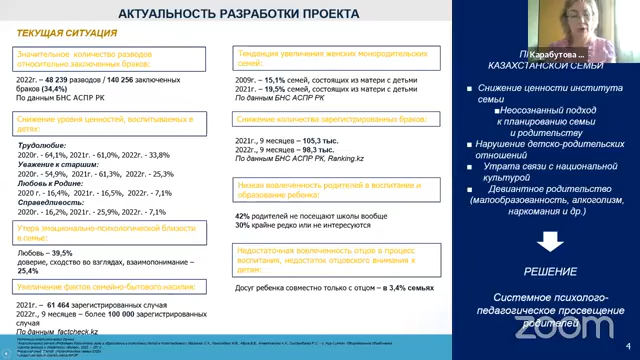 АКТУАЛЬНОСТЬ РАЗРАБОТКИ ПРОЕКТА
ТЕКУЩАЯ СИТУАЦИЯ
Значительное количество разводов
относительно заключенных браков:
2022г. – 48 239 разводов / 140 256 заключенных
браков (34,4%)
По данным БНС АСПР РК
Снижение уровня ценностей, воспитываемых в
детях:
Трудолюбие:
2020г. - 64,1%, 2021г. - 61,0%, 2022г. - 33,8%
Уважение к старшим:
2020г. - 54,9%, 2021г. - 61,3%, 2022г. - 25,3%
Любовь к Родине:
2020 г. - 16,4%, 2021г. - 16,5%, 2022г. – 7,1%
Справедливость:
2020г. – 16,2%, 2021г. - 25,9%, 2022г. – 7,1%
Утеря эмоционально-психологической близости
в семье:
Любовь – 39,5%
доверие, сходство во взглядах, взаимопонимание –
25,4%
Увеличение фактов семейно-бытового насилия:
2021г. – 61 464 зарегистрированных случая
2022г., 9 месяцев – более 100 000 зарегистрированных
случая
По данным factcheck.kz
Тенденция увеличения женских монородительских
семей:
2009г. – 15,1% семей, состоящих из матери с детьми
2021г. – 19,5% семей, состоящих из матери с детьми
По данным БНС АСПР РК
Снижение количества зарегистрированных браков:
2021г., 9 месяцев – 105,3 тыс.
2022г., 9 месяцев – 98,3 тыс.
По данным БНС АСПР РК, Ranking.kz
Низкая вовлеченность родителей в воспитание и
образование ребенка:
42% родителей не посещают школы вообще
30% крайне редко или не интересуются
Недостаточная вовлеченность отцов в процесс
воспитания, недостаток отцовского внимания к
детям:
Досуг ребенка совместно только с отцом – в 3,4% семьях
Карабутова ...
КАЗАХСТАНСКОЙ СЕМЬИ
■ Снижение ценности института
семьи
■ Неосознанный подход
к планированию семьи
и родительству
■ Нарушение детско-родительских
отношений
■ Утрата связи с национальной
культурой
■ Девиантное родительство
(малообразованность, алкоголизм,
наркомания и др.)
РЕШЕНИЕ
Системное психолого-
педагогическое просвещение
родителей
zoom
4